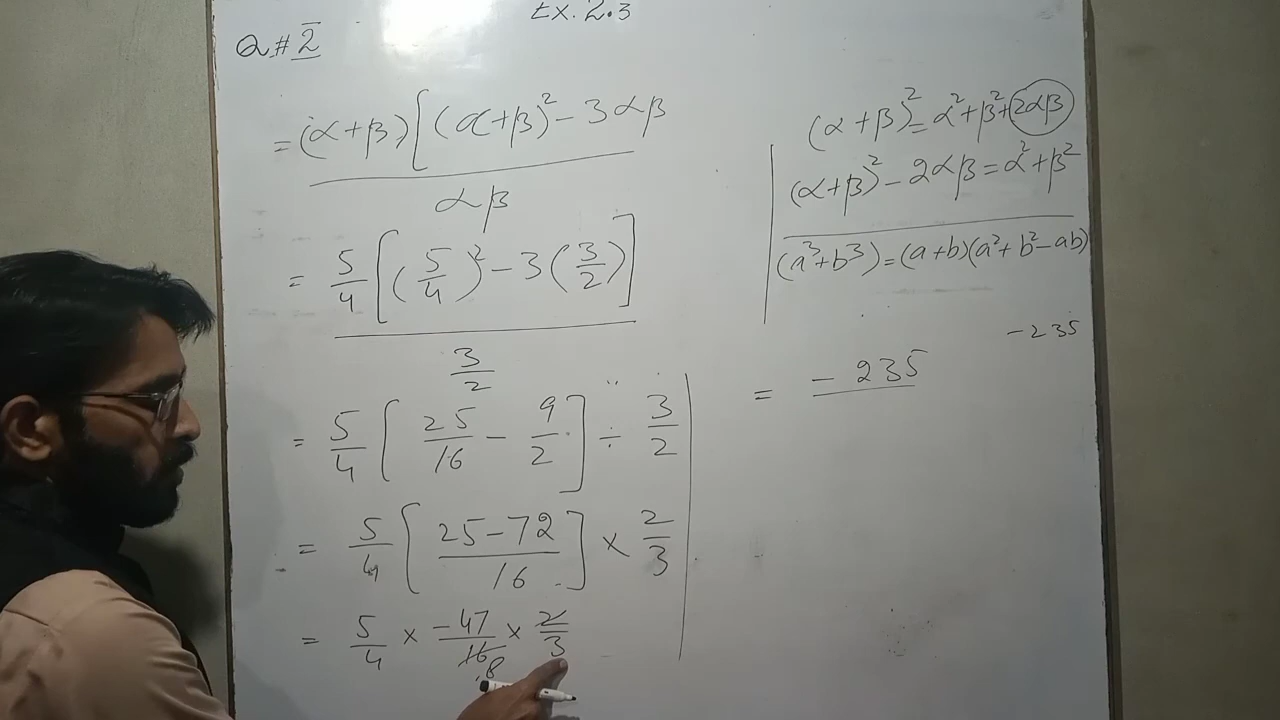 Ex. 2.3
Q # 2
= (α+β)[(α+β)² - 3αβ
αβ
= 5/4 [(5/4)² - 3(3/2)]
3/2
= 5/4 [25/16 - 9/2] ÷ 3/2
= 5/4 [25-72/16] × 2/3
= 5/4 × -47/16 × 2/3
8
(α+β)² = α²+β²+2αβ
(α+β)² - 2αβ = α²+β²
(a³+b³) = (a+b)(a²+b²-ab)
-235
= -235